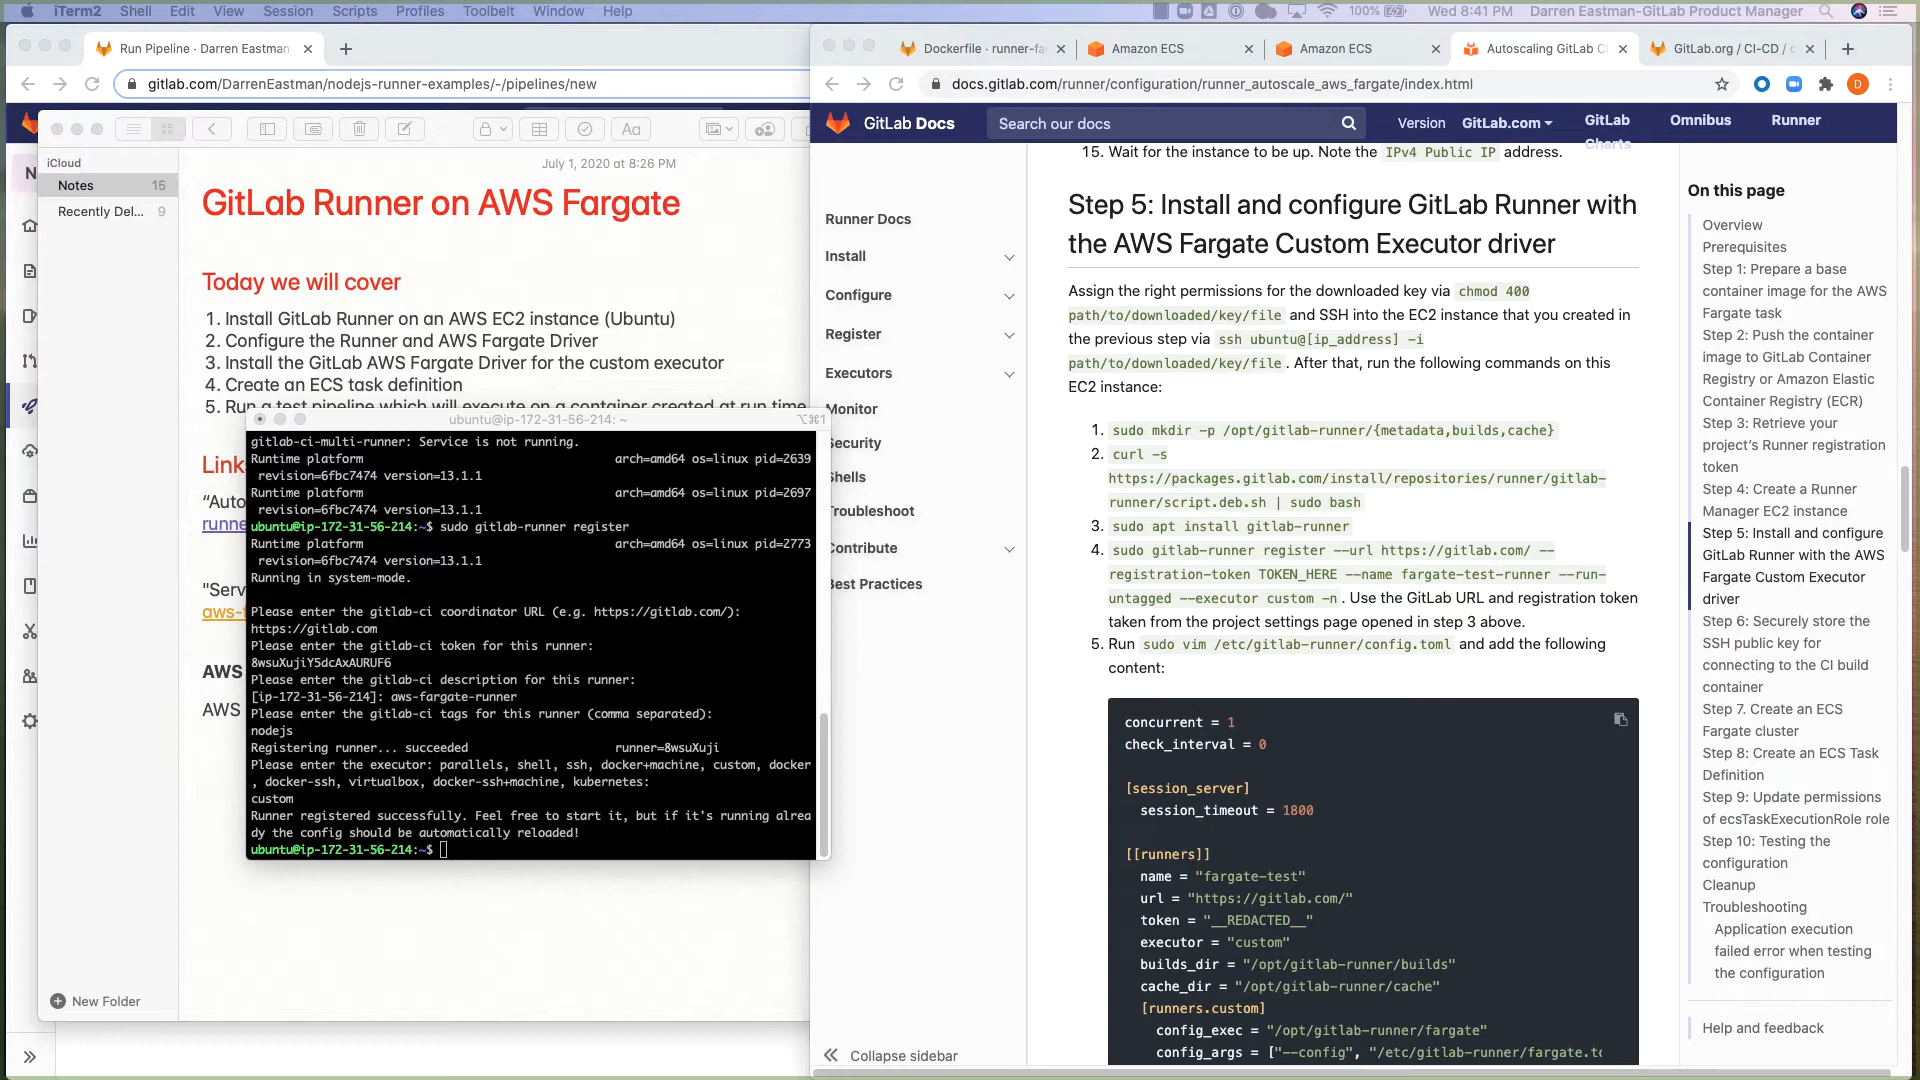 iTerm2 Shell Edit View Session Scripts Profiles Toolbelt Window Help 100% Wed 8:41 PM Darren Eastman-GitLab Product Manager
Run Pipeline · Darren Eastman
gitlab.com/DarrenEastman/nodejs-runner-examples/-/pipelines/new
N
iCloud
Notes 15
Recently Del... 9
New Folder
Aa
July 1, 2020 at 8:26 PM
GitLab Runner on AWS Fargate
Today we will cover
1. Install GitLab Runner on an AWS EC2 instance (Ubuntu)
2. Configure the Runner and AWS Fargate Driver
3. Install the GitLab AWS Fargate Driver for the custom executor
4. Create an ECS task definition
5. Run a test pipeline which will execute on a container created at run time
Link
“Auto
runne
"Serv
aws-f
AWS
AWS
ubuntu@ip-172-31-56-214: ~ ⌥⌘1
gitlab-ci-multi-runner: Service is not running.
Runtime platform arch=amd64 os=linux pid=2639
revision=6fbc7474 version=13.1.1
Runtime platform arch=amd64 os=linux pid=2697
revision=6fbc7474 version=13.1.1
ubuntu@ip-172-31-56-214:~$ sudo gitlab-runner register
Runtime platform arch=amd64 os=linux pid=2773
revision=6fbc7474 version=13.1.1
Running in system-mode.
Please enter the gitlab-ci coordinator URL (e.g. https://gitlab.com/):
https://gitlab.com
Please enter the gitlab-ci token for this runner:
8wsuXujiY5dcAxAURUF6
Please enter the gitlab-ci description for this runner:
[ip-172-31-56-214]: aws-fargate-runner
Please enter the gitlab-ci tags for this runner (comma separated):
nodejs
Registering runner... succeeded runner=8wsuXuji
Please enter the executor: parallels, shell, ssh, docker+machine, custom, docker
, docker-ssh, virtualbox, docker-ssh+machine, kubernetes:
custom
Runner registered successfully. Feel free to start it, but if it's running alrea
dy the config should be automatically reloaded!
ubuntu@ip-172-31-56-214:~$
Dockerfile · runner-fa Amazon ECS Amazon ECS Autoscaling GitLab C GitLab.org / CI-CD / c
docs.gitlab.com/runner/configuration/runner_autoscale_aws_fargate/index.html D
GitLab Docs Search our docs Version GitLab.com GitLab Omnibus Runner
Charts
Runner Docs
Install
Configure
Register
Executors
Monitor
Security
Shells
Troubleshoot
Contribute
Best Practices
Collapse sidebar
15. Wait for the instance to be up. Note the IPv4 Public IP address.
Step 5: Install and configure GitLab Runner with
the AWS Fargate Custom Executor driver
Assign the right permissions for the downloaded key via chmod 400
path/to/downloaded/key/file and SSH into the EC2 instance that you created in
the previous step via ssh ubuntu@[ip_address] -i
path/to/downloaded/key/file. After that, run the following commands on this
EC2 instance:
1. sudo mkdir -p /opt/gitlab-runner/{metadata,builds,cache}
2. curl -s
https://packages.gitlab.com/install/repositories/runner/gitlab-
runner/script.deb.sh | sudo bash
3. sudo apt install gitlab-runner
4. sudo gitlab-runner register --url https://gitlab.com/ --
registration-token TOKEN_HERE --name fargate-test-runner --run-
untagged --executor custom -n. Use the GitLab URL and registration token
taken from the project settings page opened in step 3 above.
5. Run sudo vim /etc/gitlab-runner/config.toml and add the following
content:
concurrent = 1
check_interval = 0
[session_server]
session_timeout = 1800
[[runners]]
name = "fargate-test"
url = "https://gitlab.com/"
token = "__REDACTED__"
executor = "custom"
builds_dir = "/opt/gitlab-runner/builds"
cache_dir = "/opt/gitlab-runner/cache"
[runners.custom]
config_exec = "/opt/gitlab-runner/fargate"
config_args = ["--config", "/etc/gitlab-runner/fargate.to
On this page
Overview
Prerequisites
Step 1: Prepare a base
container image for the AWS
Fargate task
Step 2: Push the container
image to GitLab Container
Registry or Amazon Elastic
Container Registry (ECR)
Step 3: Retrieve your
project’s Runner registration
token
Step 4: Create a Runner
Manager EC2 instance
Step 5: Install and configure
GitLab Runner with the AWS
Fargate Custom Executor
driver
Step 6: Securely store the
SSH public key for
connecting to the CI build
container
Step 7. Create an ECS
Fargate cluster
Step 8: Create an ECS Task
Definition
Step 9: Update permissions
of ecsTaskExecutionRole role
Step 10: Testing the
configuration
Cleanup
Troubleshooting
Application execution
failed error when testing
the configuration
Help and feedback